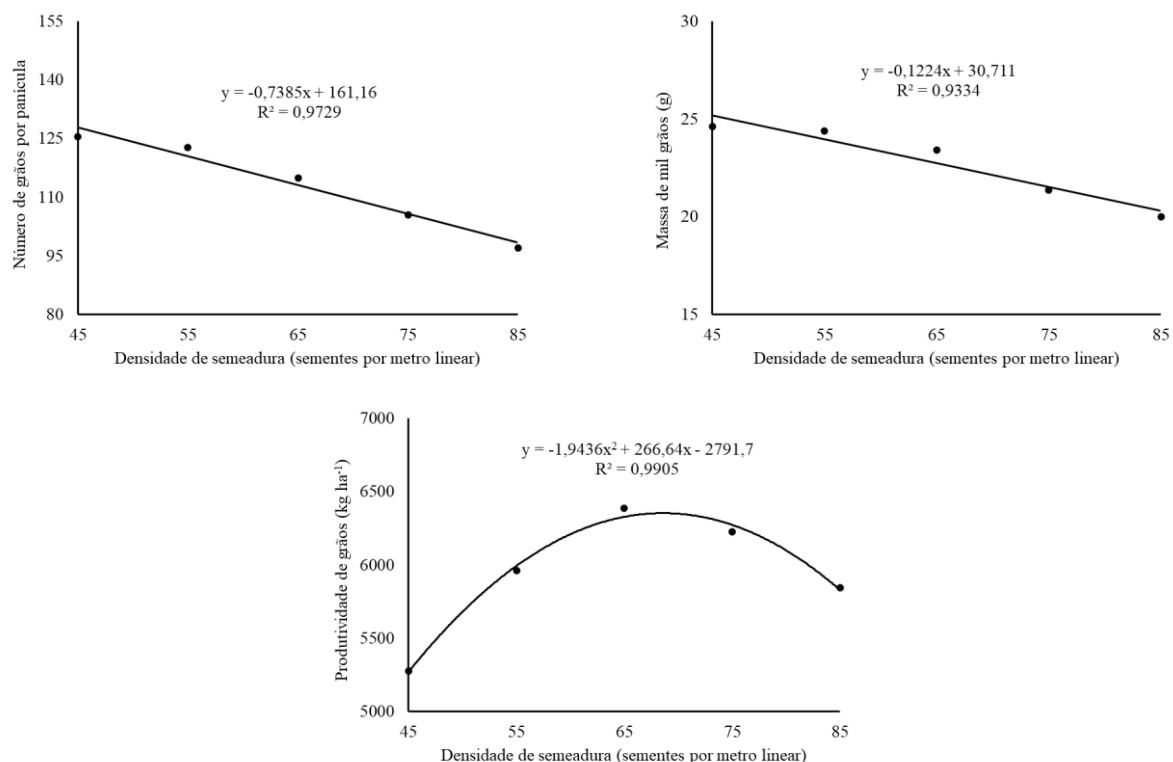 Número de grãos por panícula
155
140
125
110
95
80
y = -0,7385x + 161,16
R² = 0,9729
45
55
65
75
85
Densidade de semeadura (sementes por metro linear)
Massa de mil grãos (g)
30
25
20
15
y = -0,1224x + 30,711
R² = 0,9334
45
55
65
75
85
Densidade de semeadura (sementes por metro linear)
Produtividade de grãos (kg ha⁻¹)
7000
6500
6000
5500
5000
y = -1,9436x² + 266,64x - 2791,7
R² = 0,9905
45
55
65
75
85
Densidade de semeadura (sementes por metro linear)